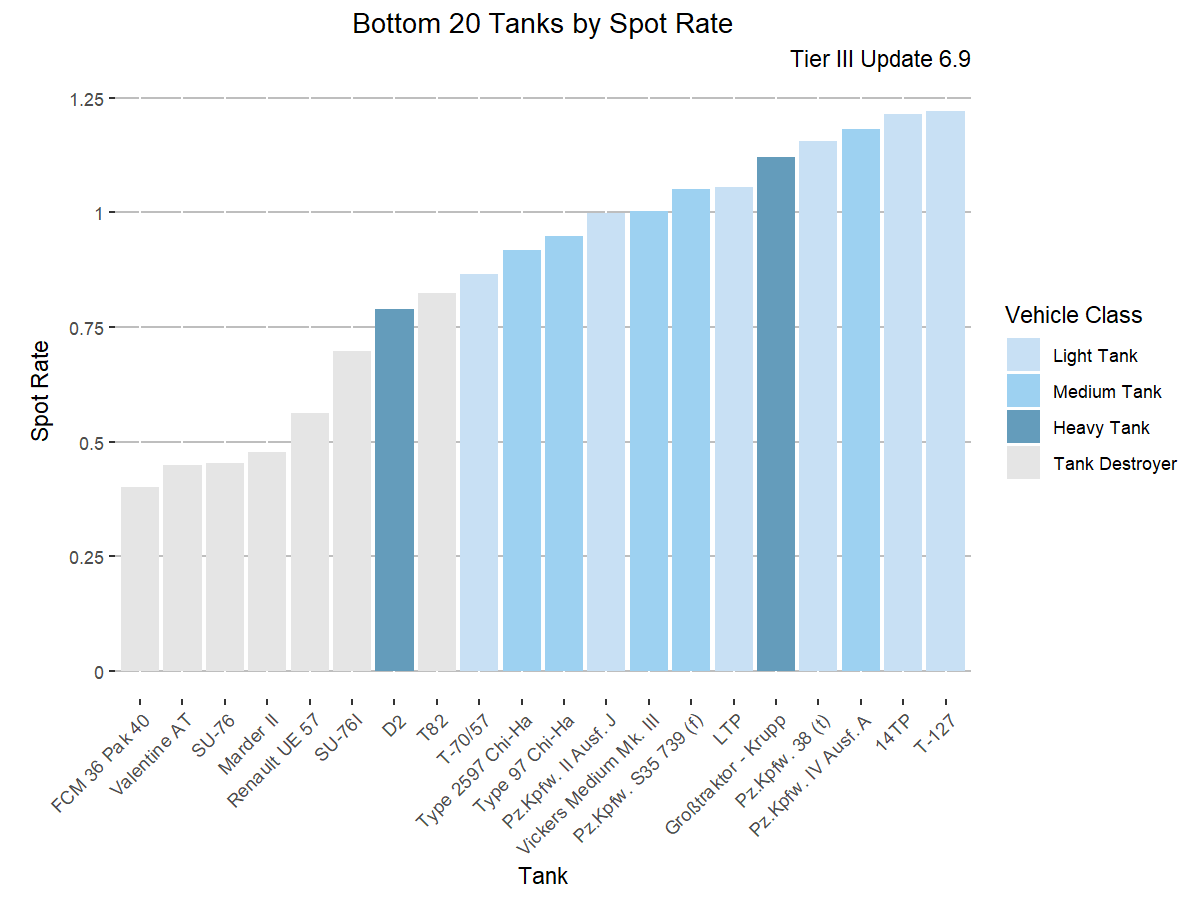 Bottom 20 Tanks by Spot Rate
Tier III Update 6.9
1.25
1
0.75
0.5
0.25
0
Spot Rate
FCM 36 Pak 40
Valentine AT
SU-76
Marder II
Renault UE 57
SU-76I
D2
T82
T-70/57
Type 2597 Chi-Ha
Type 97 Chi-Ha
Pz.Kpfw. II Ausf. J
Vickers Medium Mk. III
Pz.Kpfw. S35 739 (f)
LTP
Großtraktor - Krupp
Pz.Kpfw. 38 (t)
Pz.Kpfw. IV Ausf. A
14TP
T-127
Tank
Vehicle Class
Light Tank
Medium Tank
Heavy Tank
Tank Destroyer